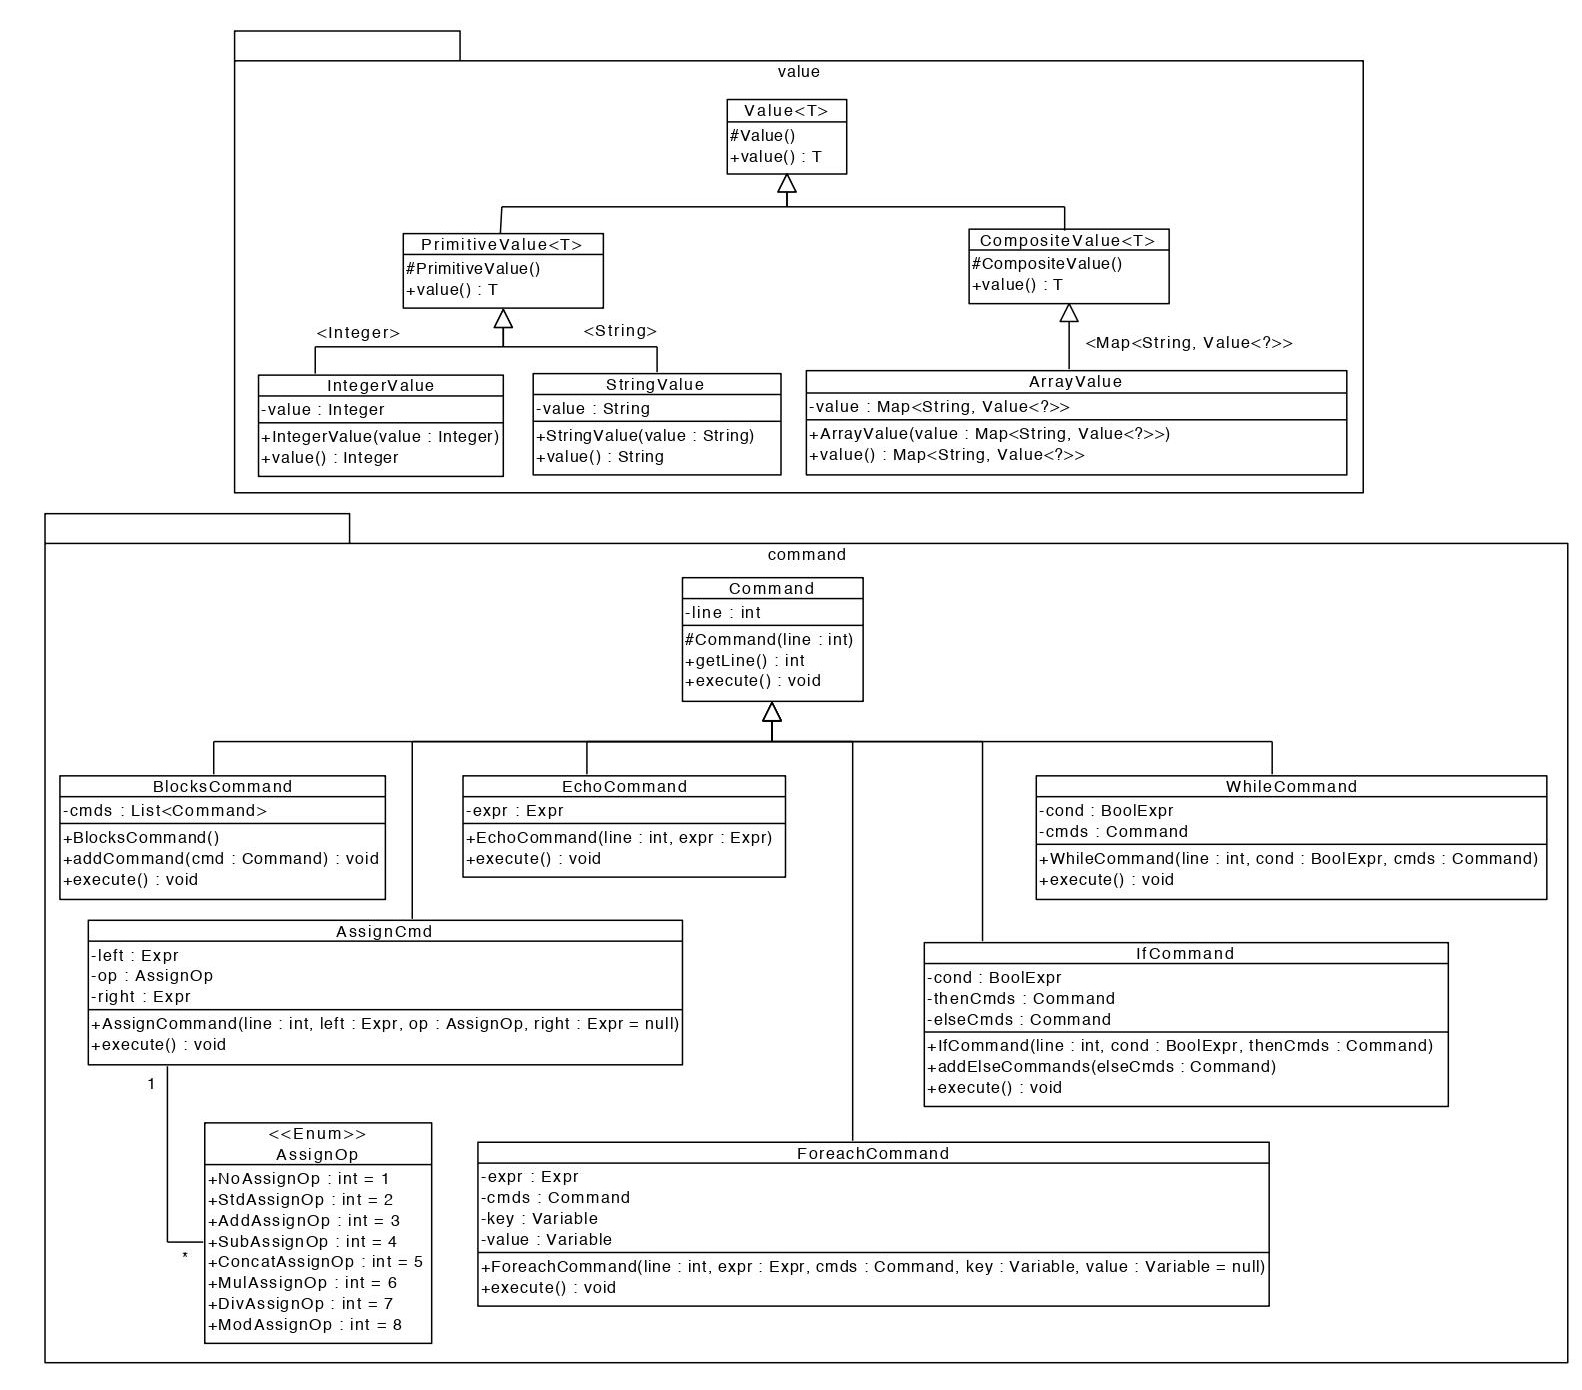 value
Value<T>
#Value()
+value() : T
PrimitiveValue<T>
#PrimitiveValue()
+value() : T
CompositeValue<T>
#CompositeValue()
+value() : T
<Integer>
<String>
<Map<String, Value<?>>
IntegerValue
-value : Integer
+IntegerValue(value : Integer)
+value() : Integer
StringValue
-value : String
+StringValue(value : String)
+value() : String
ArrayValue
-value : Map<String, Value<?>>
+ArrayValue(value : Map<String, Value<?>>)
+value() : Map<String, Value<?>>
command
Command
-line : int
#Command(line : int)
+getLine() : int
+execute() : void
BlocksCommand
-cmds : List<Command>
+BlocksCommand()
+addCommand(cmd : Command) : void
+execute() : void
EchoCommand
-expr : Expr
+EchoCommand(line : int, expr : Expr)
+execute() : void
WhileCommand
-cond : BoolExpr
-cmds : Command
+WhileCommand(line : int, cond : BoolExpr, cmds : Command)
+execute() : void
AssignCmd
-left : Expr
-op : AssignOp
-right : Expr
+AssignCommand(line : int, left : Expr, op : AssignOp, right : Expr = null)
+execute() : void
IfCommand
-cond : BoolExpr
-thenCmds : Command
-elseCmds : Command
+IfCommand(line : int, cond : BoolExpr, thenCmds : Command)
+addElseCommands(elseCmds : Command)
+execute() : void
1
*
<<Enum>>
AssignOp
+NoAssignOp : int = 1
+StdAssignOp : int = 2
+AddAssignOp : int = 3
+SubAssignOp : int = 4
+ConcatAssignOp : int = 5
+MulAssignOp : int = 6
+DivAssignOp : int = 7
+ModAssignOp : int = 8
ForeachCommand
-expr : Expr
-cmds : Command
-key : Variable
-value : Variable
+ForeachCommand(line : int, expr : Expr, cmds : Command, key : Variable, value : Variable = null)
+execute() : void